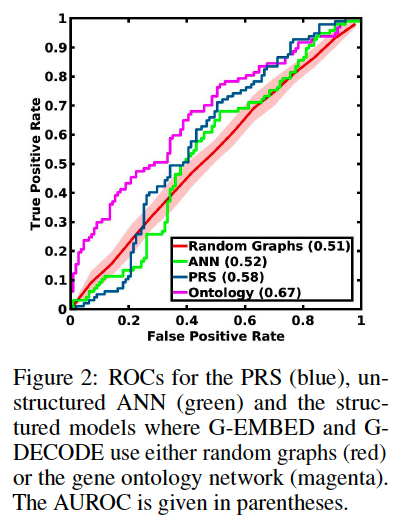 1
0.9
0.8
0.7
0.6
0.5
0.4
0.3
0.2
0.1
0
True Positive Rate
Random Graphs (0.51)
ANN (0.52)
PRS (0.58)
Ontology (0.67)
0 0.2 0.4 0.6 0.8 1
False Positive Rate
Figure 2: ROCs for the PRS (blue), un-
structured ANN (green) and the struc-
tured models where G-EMBED and G-
DECODE use either random graphs (red)
or the gene ontology network (magenta).
The AUROC is given in parentheses.